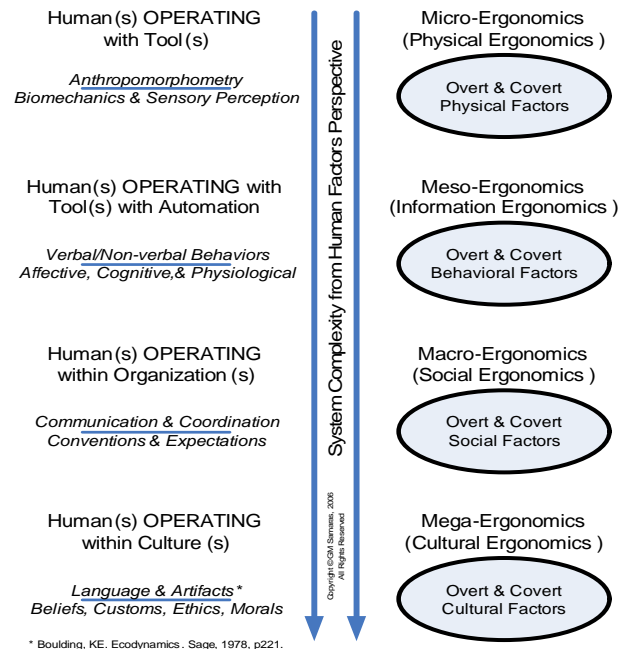 Human(s) OPERATING
with Tool(s)
Anthropomorphometry
Biomechanics & Sensory Perception
Micro-Ergonomics
(Physical Ergonomics )
Overt & Covert
Physical Factors
Human(s) OPERATING with
Tool(s) with Automation
Verbal/Non-verbal Behaviors
Affective, Cognitive,& Physiological
Meso-Ergonomics
(Information Ergonomics )
Overt & Covert
Behavioral Factors
System Complexity from Human Factors Perspective
Human(s) OPERATING
within Organization (s)
Communication & Coordination
Conventions & Expectations
Macro-Ergonomics
(Social Ergonomics )
Overt & Covert
Social Factors
Human(s) OPERATING
within Culture (s)
Language & Artifacts*
Beliefs, Customs, Ethics, Morals
Copyright ©GM Samaras, 2006
All Rights Reserved
Mega-Ergonomics
(Cultural Ergonomics )
Overt & Covert
Cultural Factors
* Boulding, KE. Ecodynamics. Sage, 1978, p221.